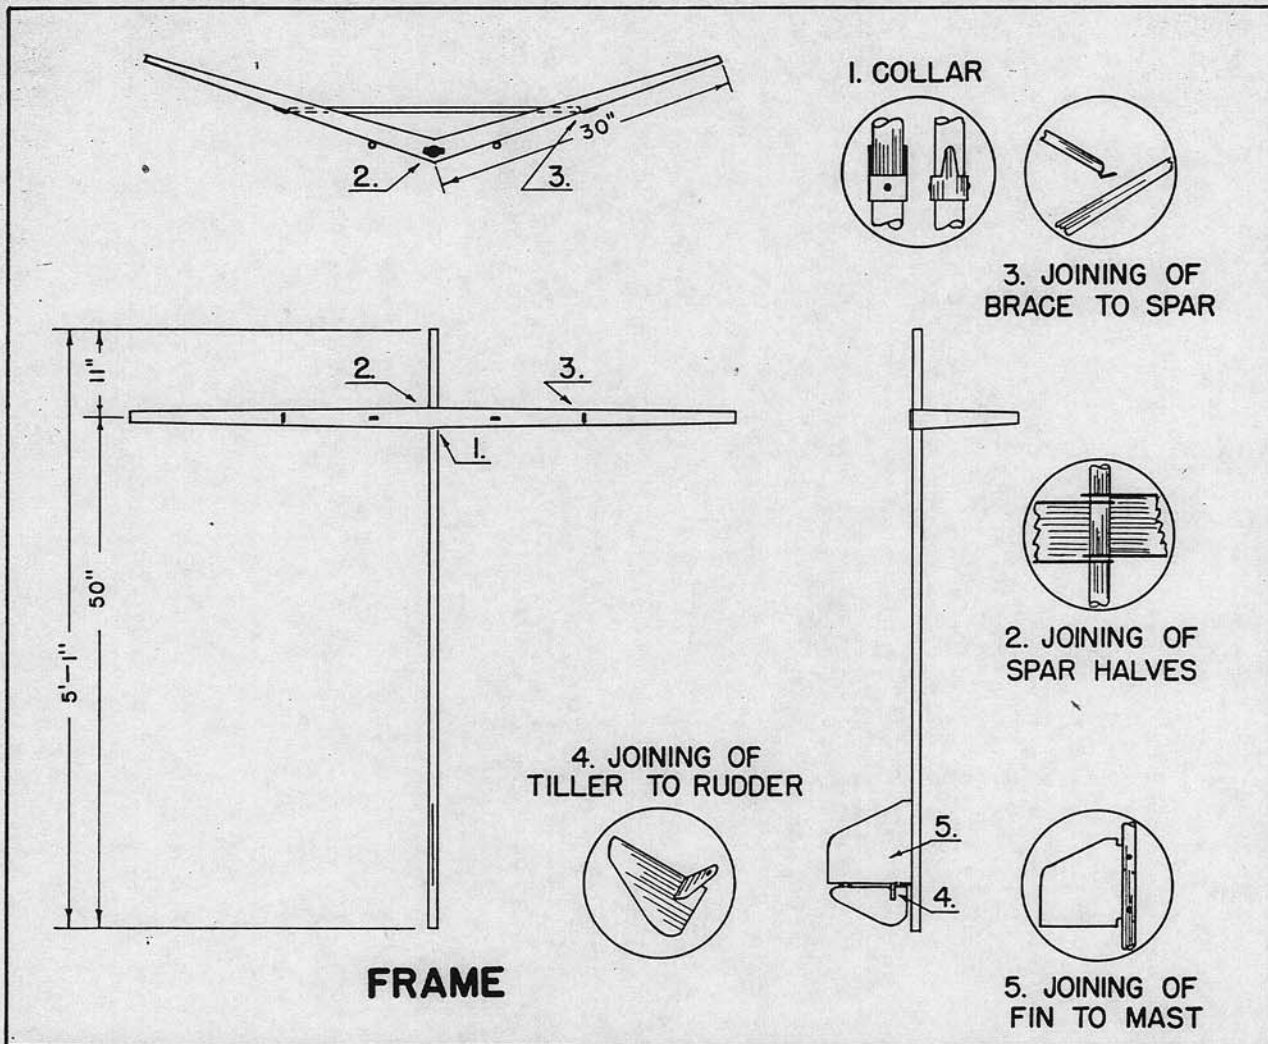 1. COLLAR
30"
2.
3.
3. JOINING OF
BRACE TO SPAR
11"
2.
3.
1.
50"
5'-1"
2. JOINING OF
SPAR HALVES
4. JOINING OF
TILLER TO RUDDER
5.
4.
FRAME
5. JOINING OF
FIN TO MAST